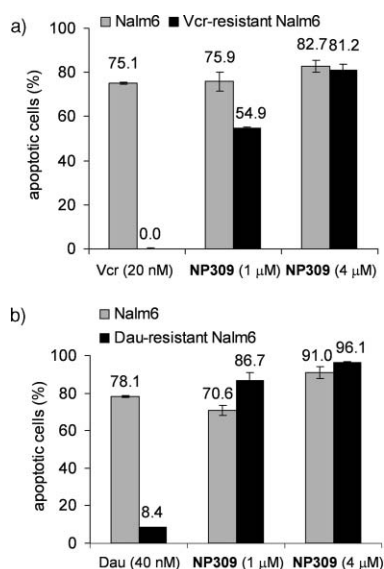 a)
Nalm6
Vcr-resistant Nalm6
apoptotic cells (%)
100
80
60
40
20
0
75.1
0.0
75.9
54.9
82.7
81.2
Vcr (20 nM)
NP309 (1 µM)
NP309 (4 µM)
b)
Nalm6
Dau-resistant Nalm6
apoptotic cells (%)
100
80
60
40
20
0
78.1
8.4
70.6
86.7
91.0
96.1
Dau (40 nM)
NP309 (1 µM)
NP309 (4 µM)